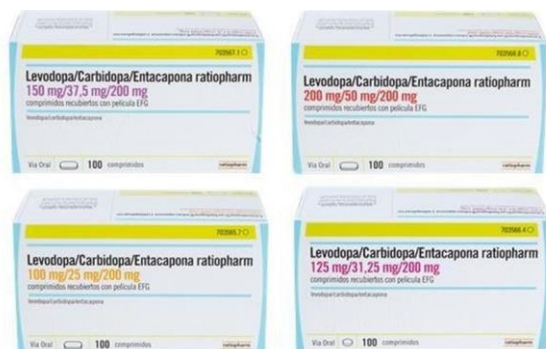 703567.1
Levodopa/Carbidopa/Entacapona ratiopharm
150 mg/37,5 mg/200 mg
comprimidos recubiertos con película EFG
levodopa/carbidopa/entacapona
Vía Oral 100 comprimidos ratiopharm
703568.8
Levodopa/Carbidopa/Entacapona ratiopharm
200 mg/50 mg/200 mg
comprimidos recubiertos con película EFG
levodopa/carbidopa/entacapona
Vía Oral 100 comprimidos ratiopharm
703565.7
Levodopa/Carbidopa/Entacapona ratiopharm
100 mg/25 mg/200 mg
comprimidos recubiertos con película EFG
levodopa/carbidopa/entacapona
Vía Oral 100 comprimidos ratiopharm
703566.4
Levodopa/Carbidopa/Entacapona ratiopharm
125 mg/31,25 mg/200 mg
comprimidos recubiertos con película EFG
levodopa/carbidopa/entacapona
Vía Oral 100 comprimidos ratiopharm